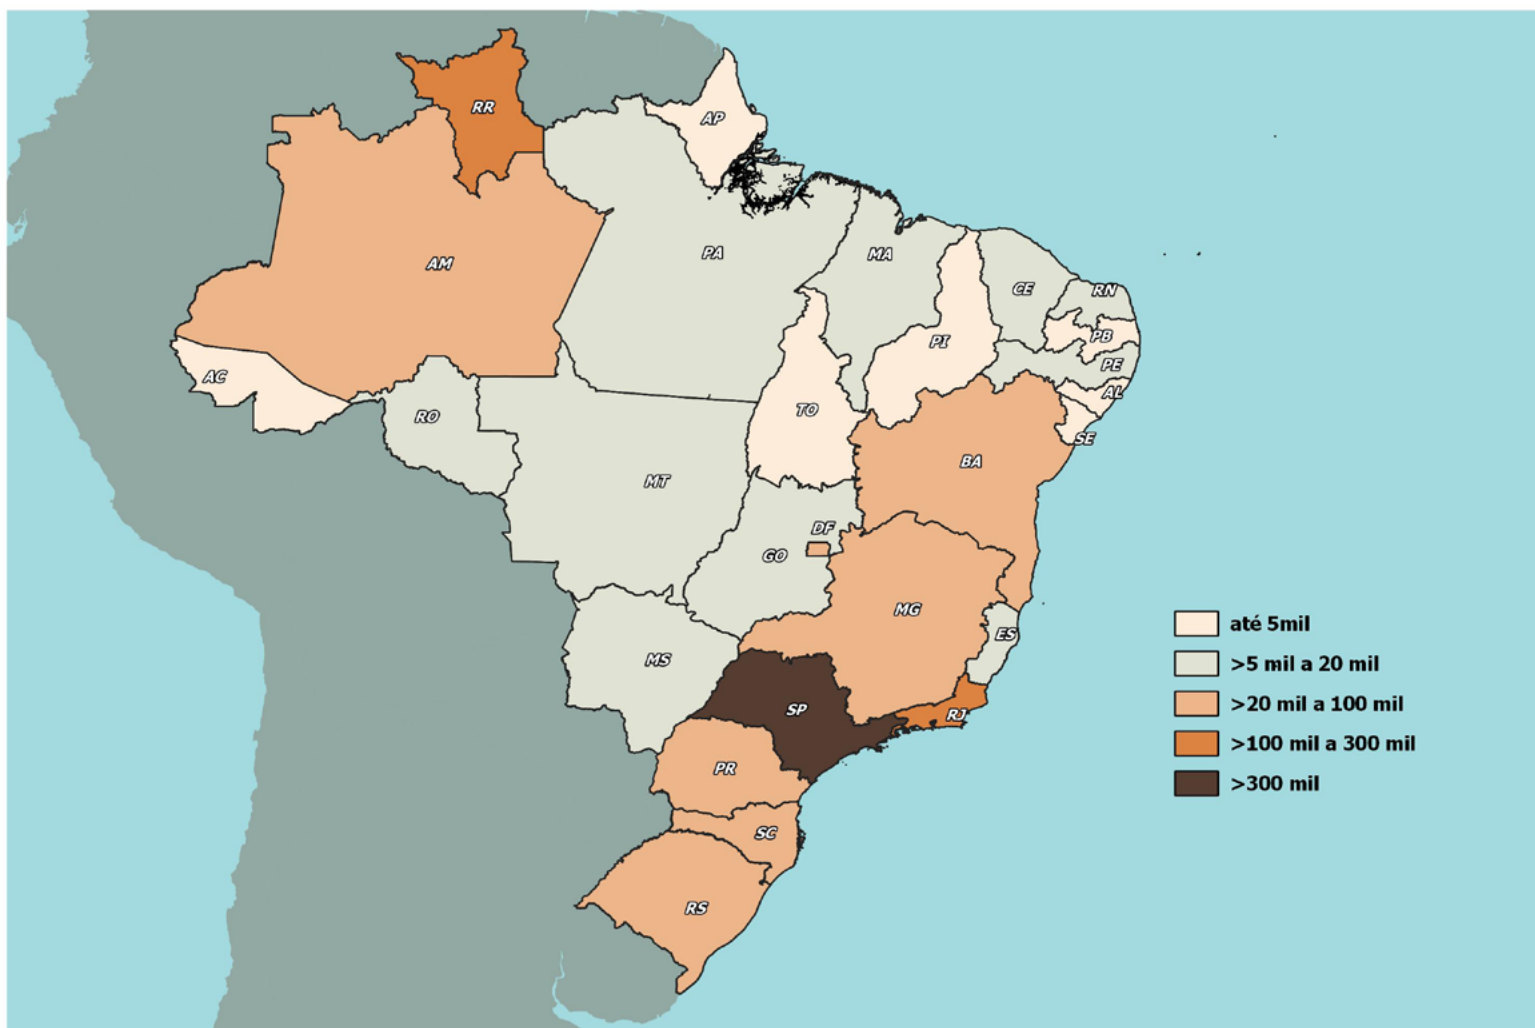 RR
AP
AM
PA
MA
CE
RN
PI
PB
PE
AC
AL
TO
RO
SE
BA
MT
DF
GO
MG
até 5mil
ES
MS
>5 mil a 20 mil
>20 mil a 100 mil
SP
RJ
>100 mil a 300 mil
PR
>300 mil
SC
RS